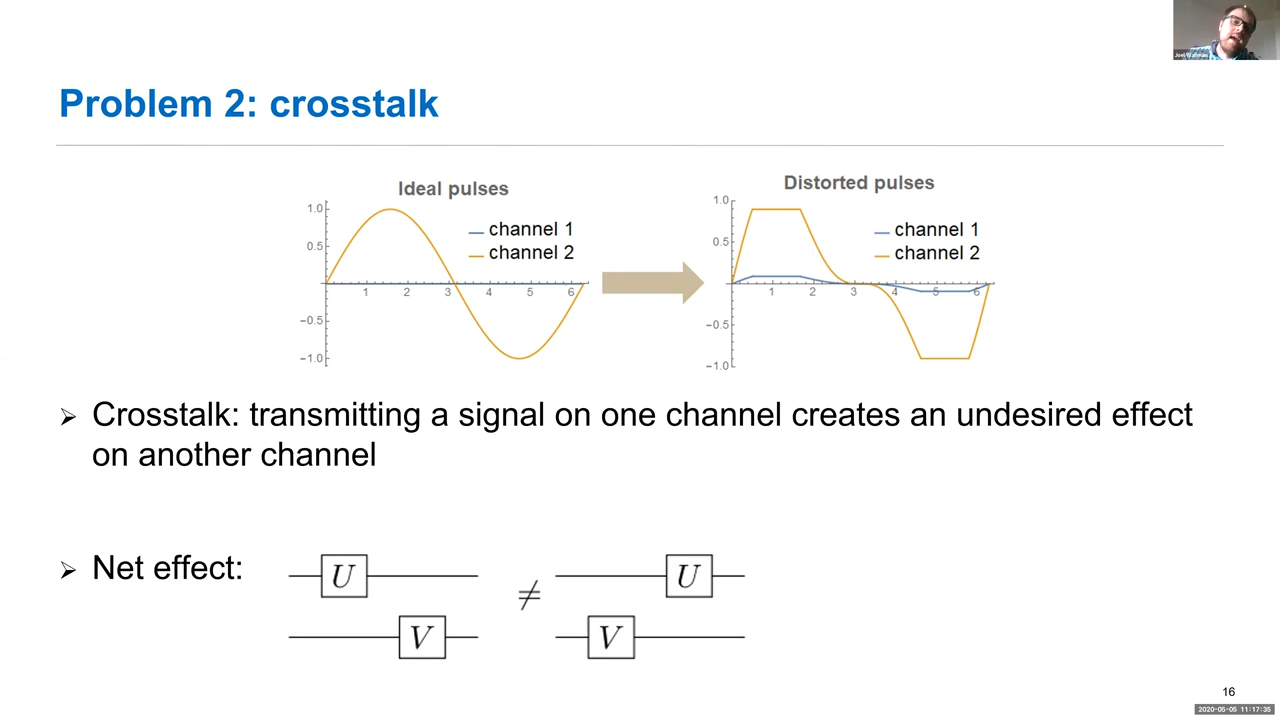 Joel Wallman
Problem 2: crosstalk
Ideal pulses
1.0
0.5
−0.5
−1.0
1 2 3 4 5 6
channel 1
channel 2
Distorted pulses
1.0
0.5
−0.5
−1.0
1 2 3 4 5 6
channel 1
channel 2
➢ Crosstalk: transmitting a signal on one channel creates an undesired effect
on another channel
➢ Net effect:
U ≠ U
V V
16
2020-05-05 11:17:35